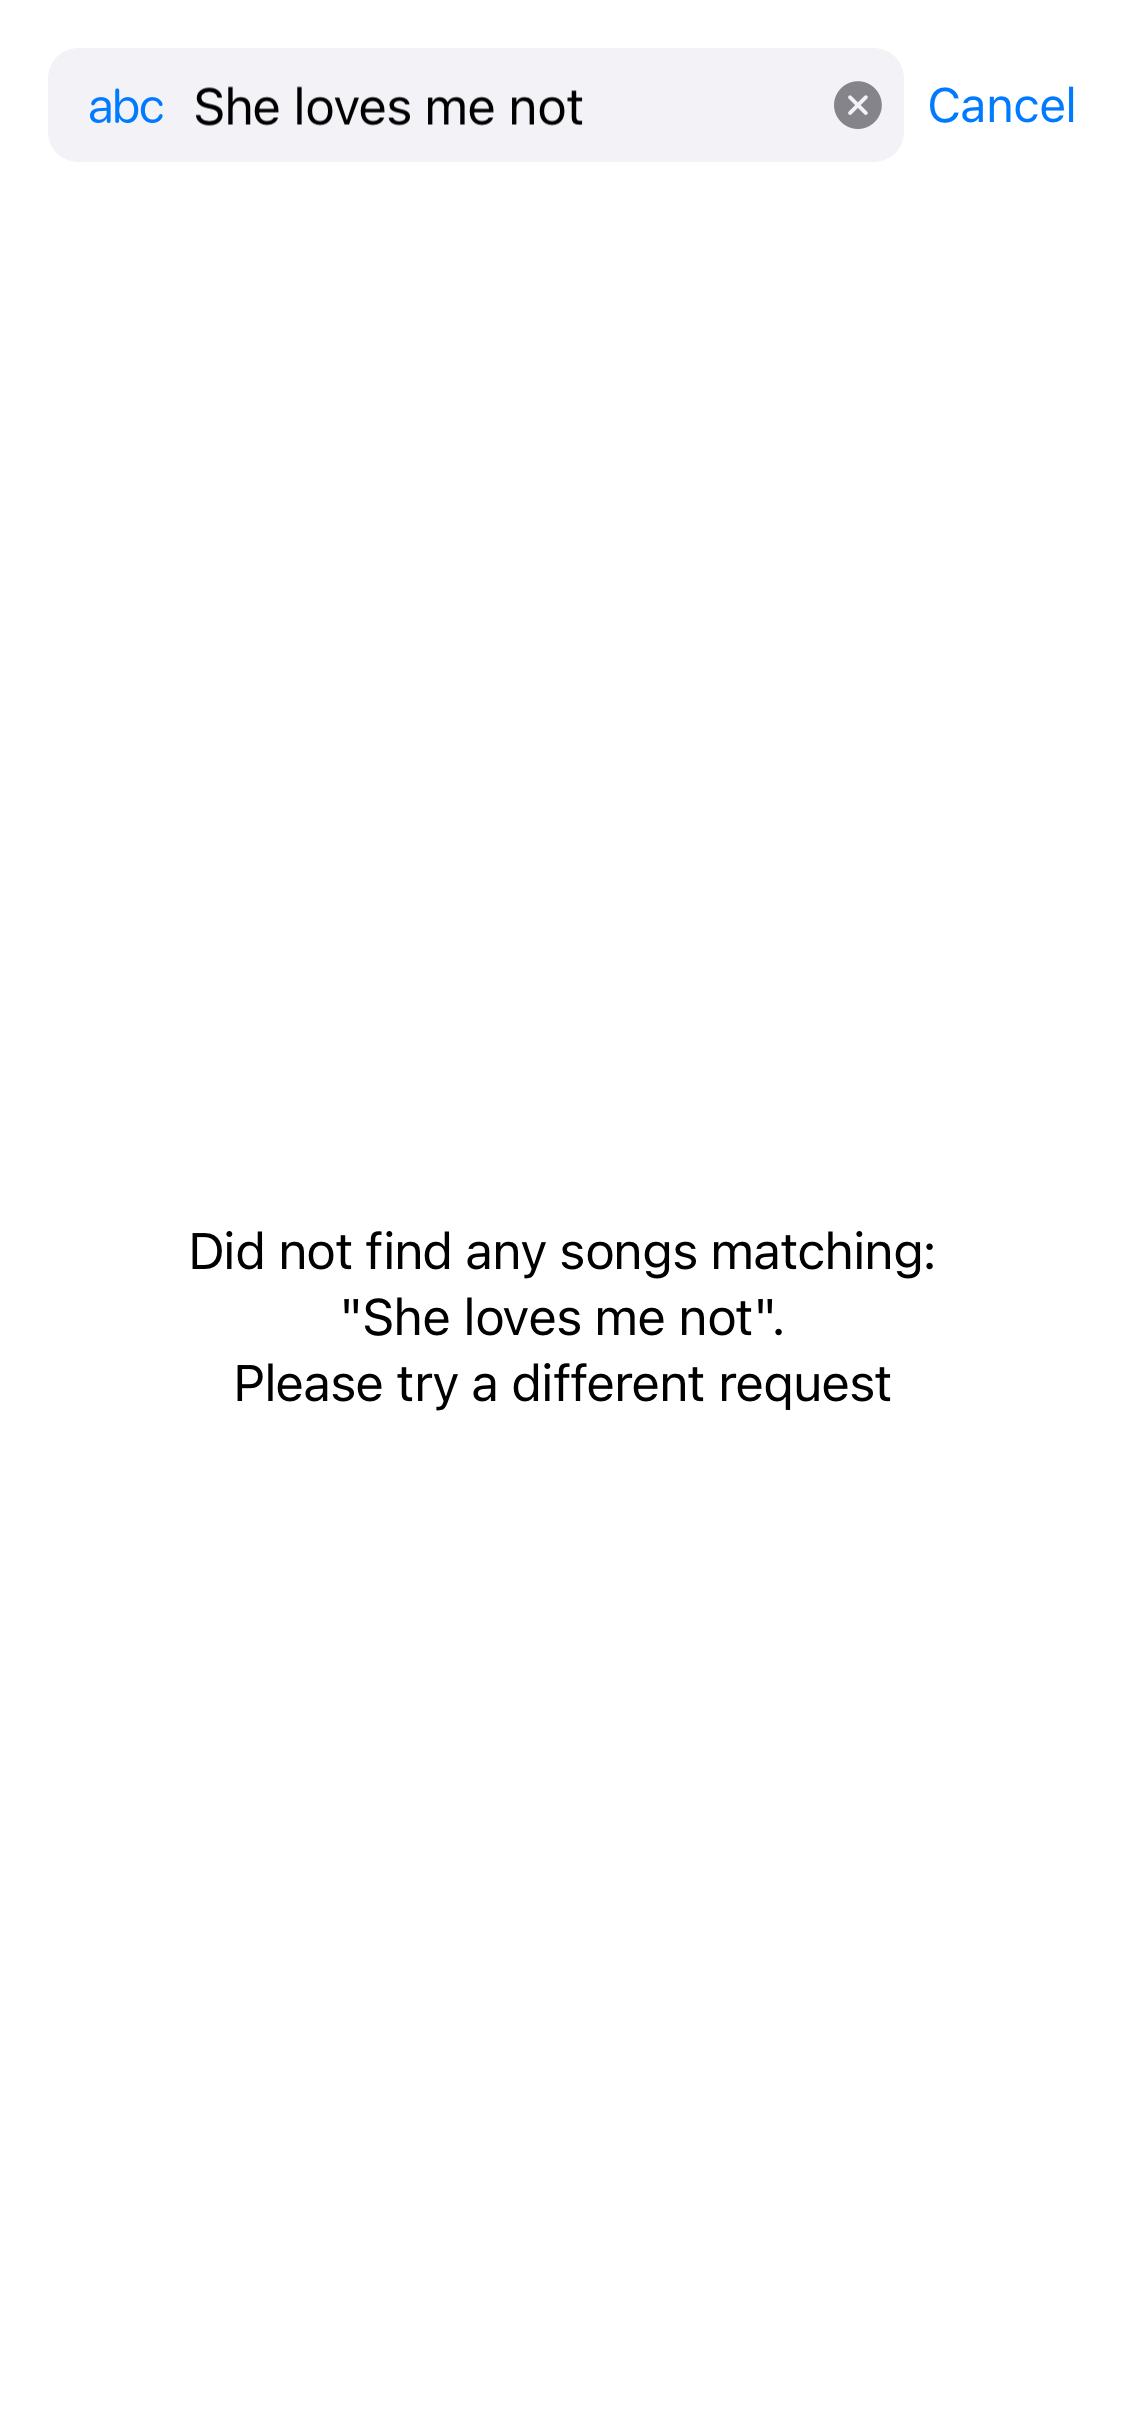 abc She loves me not Cancel
Did not find any songs matching:
"She loves me not".
Please try a different request